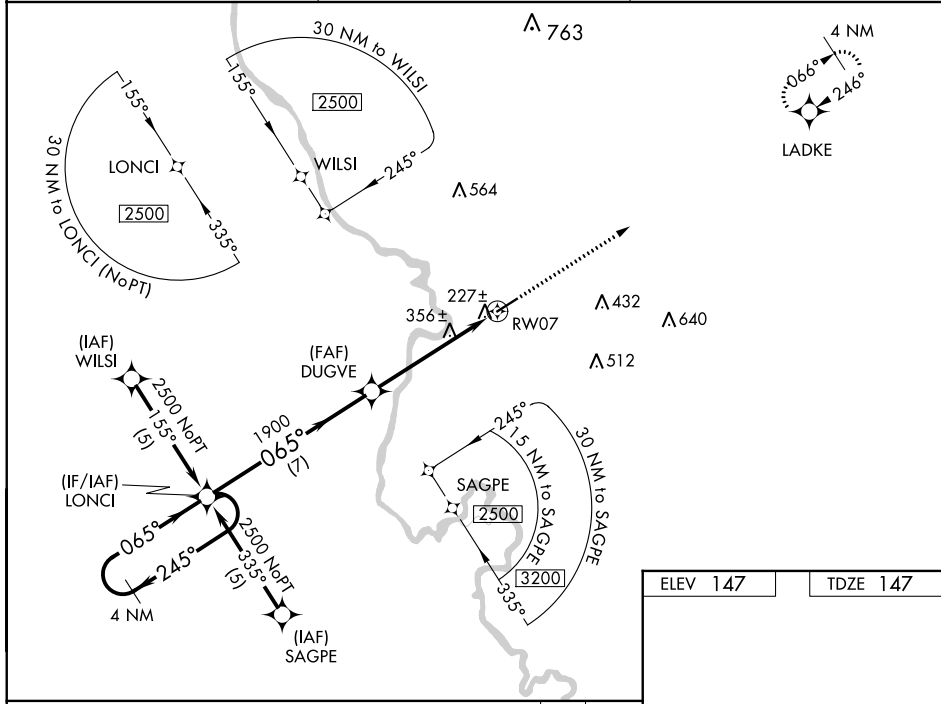 763
4 NM
066°
246°
LADKE
30 NM to WILSI
155°
2500
WILSI
245°
155°
LONCI
2500
335°
30 NM to LONCI (NoPT)
564
227±
356±
RW07
432
640
512
(IAF)
WILSI
2500 NoPT
155°
(5)
(FAF)
DUGVE
1900
065°
(7)
(IF/IAF)
LONCI
065°
245°
4 NM
2500 NoPT
335°
(5)
(IAF)
SAGPE
245°
SAGPE
2500
15 NM to SAGPE
30 NM to SAGPE
3200
335°
ELEV 147
TDZE 147